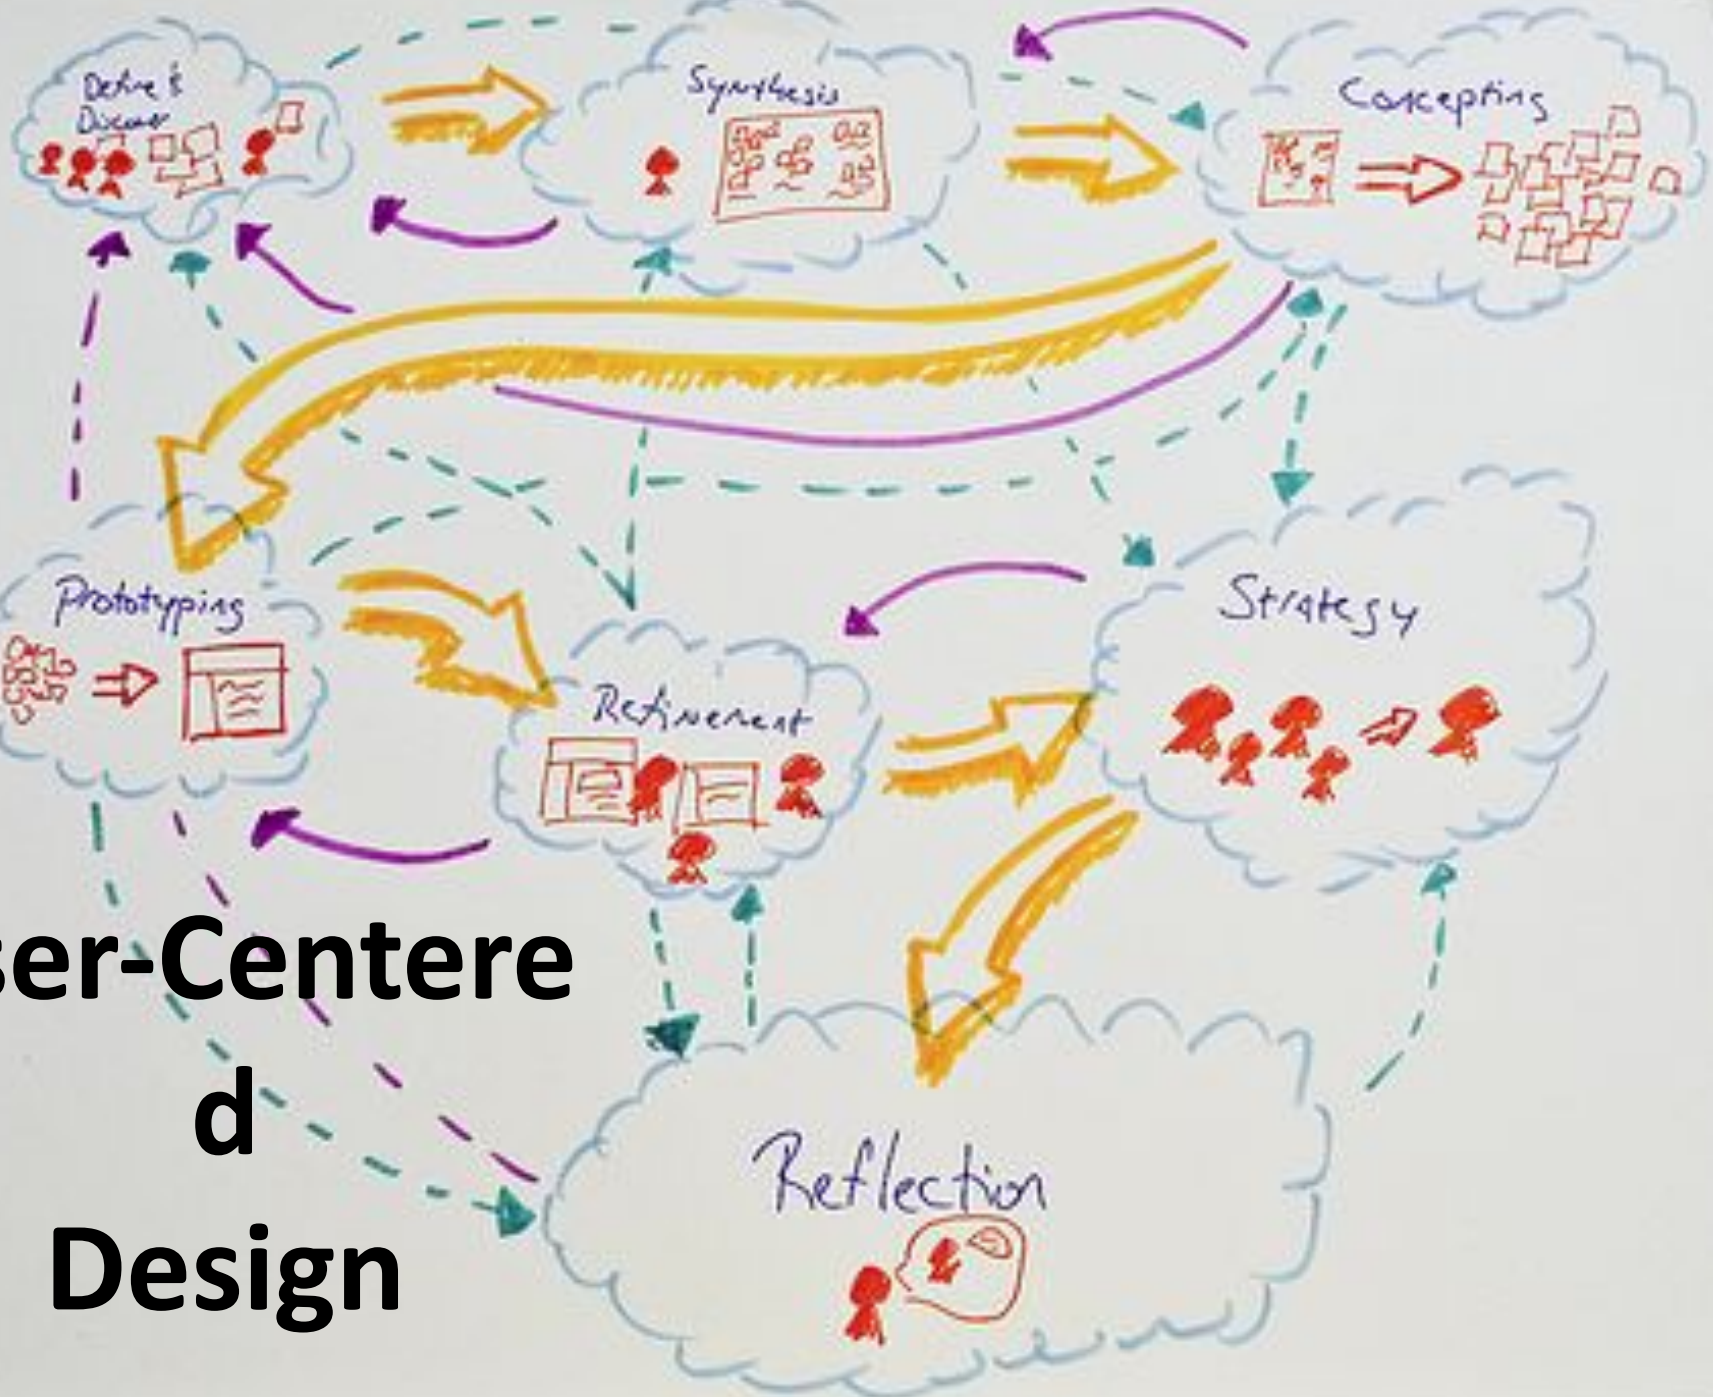 Define &
Discover
Synthesis
Concepting
Prototyping
Refinement
Strategy
ser-Centere
d
Design
Reflection